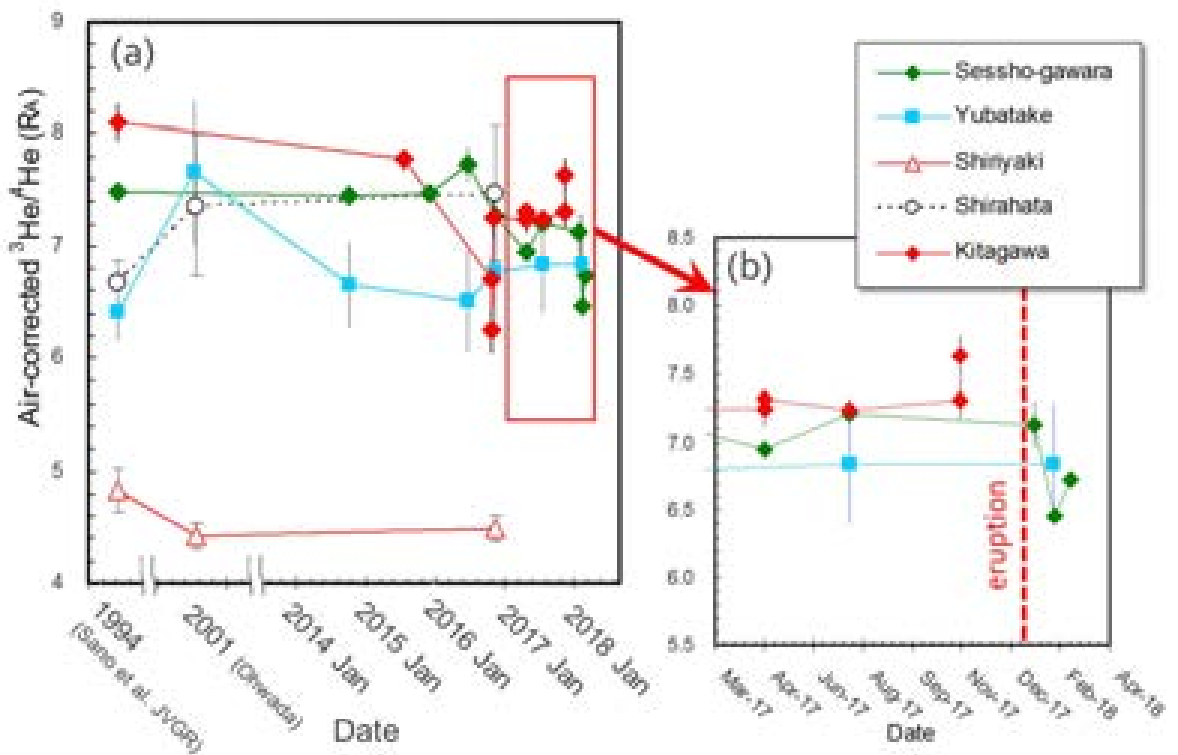 (a)
Air-corrected ³He/⁴He (RA)
9
8
7
6
5
4
1994
(Sano et al. JVGR)
2001 (Ohwada)
2014 Jan
2015 Jan
2016 Jan
2017 Jan
2018 Jan
Date
Sessho-gawara
Yubatake
Shiriyaki
Shirahata
Kitagawa
(b)
8.5
8.0
7.5
7.0
6.5
6.0
5.5
eruption
Mar-17
Apr-17
Jun-17
Aug-17
Sep-17
Nov-17
Dec-17
Feb-18
Apr-18
Date